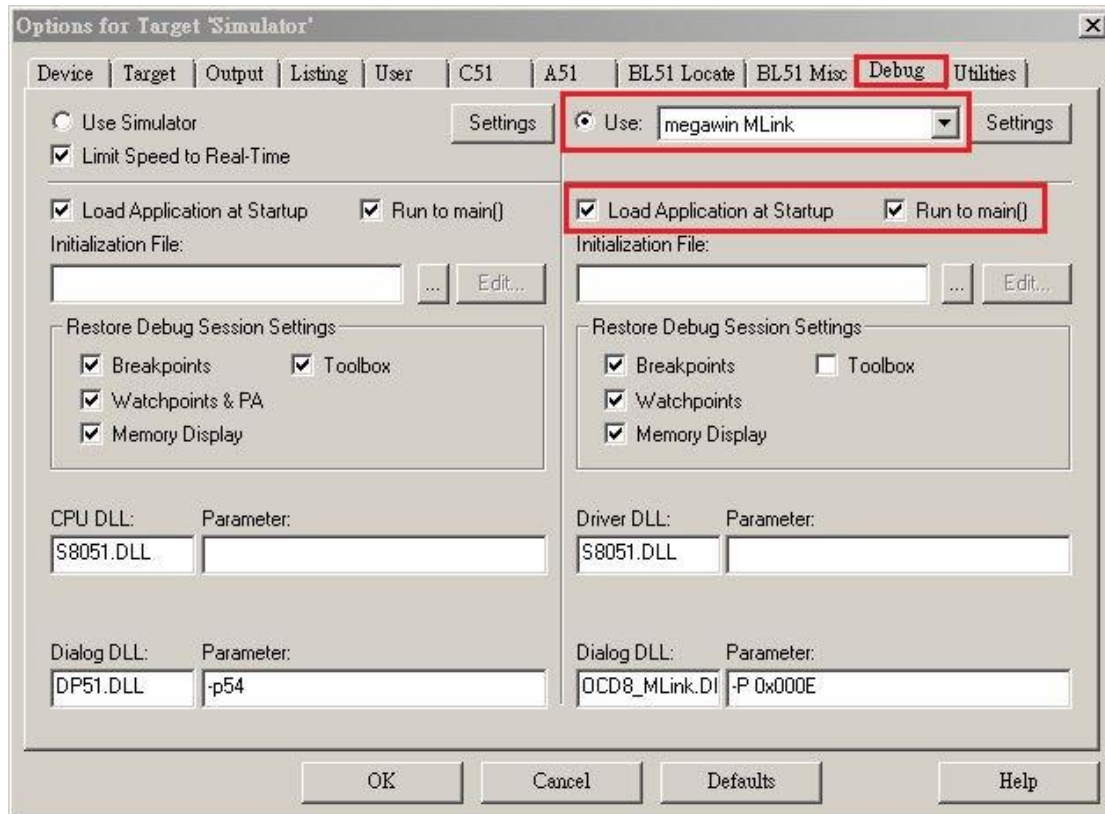 Options for Target 'Simulator'
Device Target Output Listing User C51 A51 BL51 Locate BL51 Misc Debug Utilities
Use Simulator Settings Use: megawin MLink Settings
Limit Speed to Real-Time
Load Application at Startup Run to main() Load Application at Startup Run to main()
Initialization File: Initialization File:
... Edit... ... Edit...
Restore Debug Session Settings Restore Debug Session Settings
Breakpoints Toolbox Breakpoints Toolbox
Watchpoints & PA Watchpoints
Memory Display Memory Display
CPU DLL: Parameter: Driver DLL: Parameter:
S8051.DLL S8051.DLL
Dialog DLL: Parameter: Dialog DLL: Parameter:
DP51.DLL -p54 OCD8_MLink.Dl -P 0x000E
OK Cancel Defaults Help